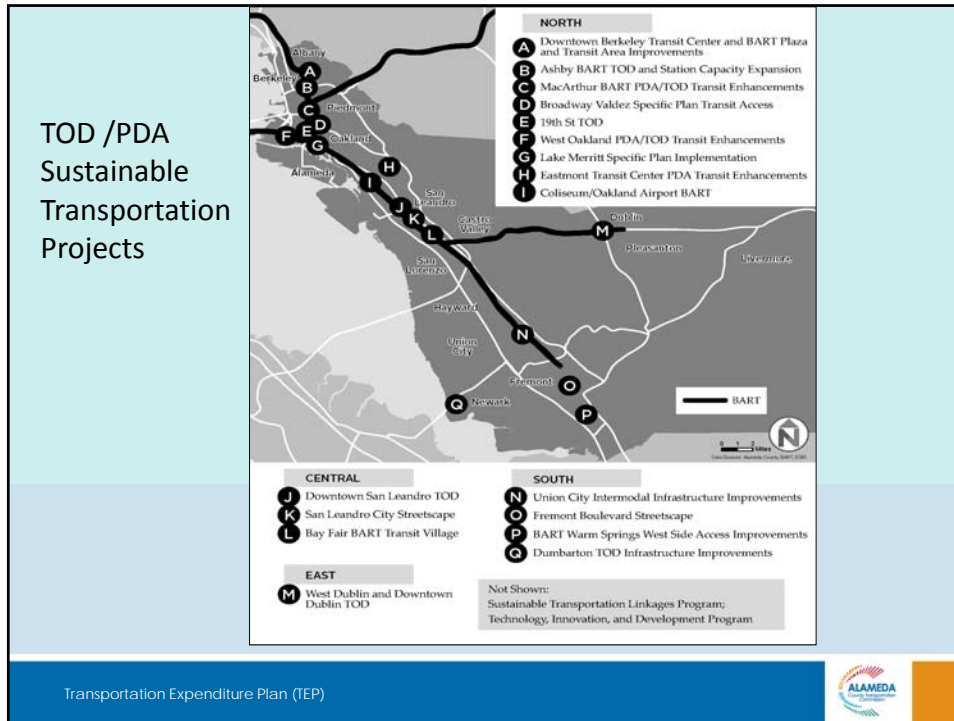 TOD /PDA
Sustainable
Transportation
Projects
NORTH
A Downtown Berkeley Transit Center and BART Plaza
and Transit Area Improvements
B Ashby BART TOD and Station Capacity Expansion
C MacArthur BART PDA/TOD Transit Enhancements
D Broadway Valdez Specific Plan Transit Access
E 19th St TOD
F West Oakland PDA/TOD Transit Enhancements
G Lake Merritt Specific Plan Implementation
H Eastmont Transit Center PDA Transit Enhancements
I Coliseum/Oakland Airport BART
Albany
A
Berkeley
B
C
Piedmont
D
E
F
Oakland
G
Alameda
H
I
San
Leandro
J
K
Castro
Valley
L
Dublin
M
Pleasanton
Livermore
San
Lorenzo
Hayward
Union
City
N
Fremont
O
Q
Newark
P
BART
N
0 1 2
Miles
CENTRAL
J Downtown San Leandro TOD
K San Leandro City Streetscape
L Bay Fair BART Transit Village
EAST
M West Dublin and Downtown
Dublin TOD
SOUTH
N Union City Intermodal Infrastructure Improvements
O Fremont Boulevard Streetscape
P BART Warm Springs West Side Access Improvements
Q Dumbarton TOD Infrastructure Improvements
Not Shown:
Sustainable Transportation Linkages Program;
Technology, Innovation, and Development Program
Transportation Expenditure Plan (TEP)
ALAMEDA
County Transportation
Commission